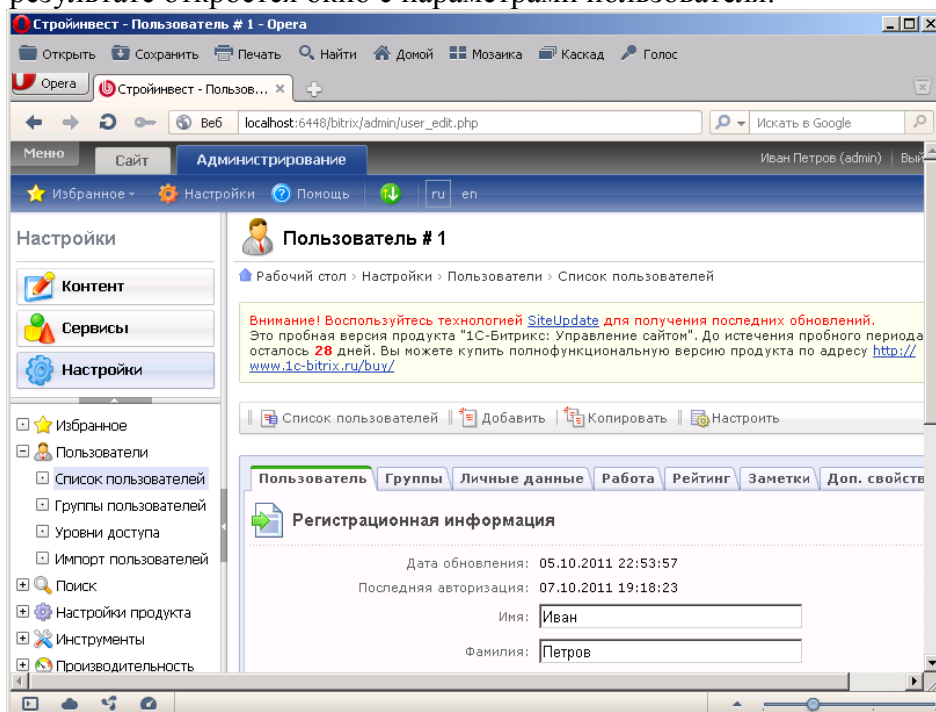 результате откроется окно с параметрами пользователя.
Стройинвест - Пользователь # 1 - Opera
Открыть Сохранить Печать Найти Домой Мозаика Каскад Голос
Opera Стройинвест - Пользов... ×
Веб localhost:6448/bitrix/admin/user_edit.php Искать в Google
Меню Сайт Администрирование Иван Петров (admin) | Вый
Избранное Настройки Помощь ru en
Настройки
Контент
Сервисы
Настройки
Избранное
Пользователи
Список пользователей
Группы пользователей
Уровни доступа
Импорт пользователей
Поиск
Настройки продукта
Инструменты
Производительность
Пользователь # 1
Рабочий стол › Настройки › Пользователи › Список пользователей
Внимание! Воспользуйтесь технологией SiteUpdate для получения последних обновлений.
Это пробная версия продукта "1С-Битрикс: Управление сайтом". До истечения пробного периода
осталось 28 дней. Вы можете купить полнофункциональную версию продукта по адресу http://
www.1c-bitrix.ru/buy/
Список пользователей Добавить Копировать Настроить
Пользователь Группы Личные данные Работа Рейтинг Заметки Доп. свойств
Регистрационная информация
Дата обновления: 05.10.2011 22:53:57
Последняя авторизация: 07.10.2011 19:18:23
Имя: Иван
Фамилия: Петров